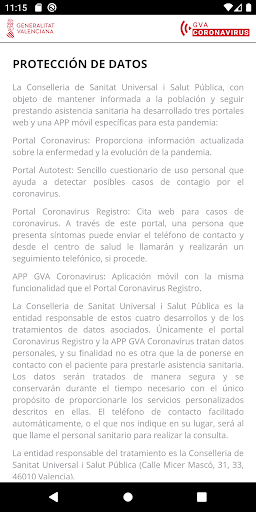 11:15
GENERALITAT
VALENCIANA
GVA
CORONAVIRUS
PROTECCIÓN DE DATOS
La Conselleria de Sanitat Universal i Salut Pública, con
objeto de mantener informada a la población y seguir
prestando asistencia sanitaria ha desarrollado tres portales
web y una APP móvil específicas para esta pandemia:
Portal Coronavirus: Proporciona información actualizada
sobre la enfermedad y la evolución de la pandemia.
Portal Autotest: Sencillo cuestionario de uso personal que
ayuda a detectar posibles casos de contagio por el
coronavirus.
Portal Coronavirus Registro: Cita web para casos de
coronavirus. A través de este portal, una persona que
presenta síntomas puede enviar el teléfono de contacto y
desde el centro de salud le llamarán y realizarán un
seguimiento telefónico, si procede.
APP GVA Coronavirus: Aplicación móvil con la misma
funcionalidad que el Portal Coronavirus Registro.
La Conselleria de Sanitat Universal i Salut Pública es la
entidad responsable de estos cuatro desarrollos y de los
tratamientos de datos asociados. Únicamente el portal
Coronavirus Registro y la APP GVA Coronavirus tratan datos
personales, y su finalidad no es otra que la de ponerse en
contacto con el paciente para prestarle asistencia sanitaria.
Los datos serán tratados de manera segura y se
conservarán durante el tiempo necesario con el único
propósito de proporcionarle los servicios personalizados
descritos en ellas. El teléfono de contacto facilitado
automáticamente, o el que nos indique en su lugar, será al
que llame el personal sanitario para realizar la consulta.
La entidad responsable del tratamiento es la Conselleria de
Sanitat Universal i Salut Pública (Calle Micer Mascó, 31, 33,
46010 Valencia).